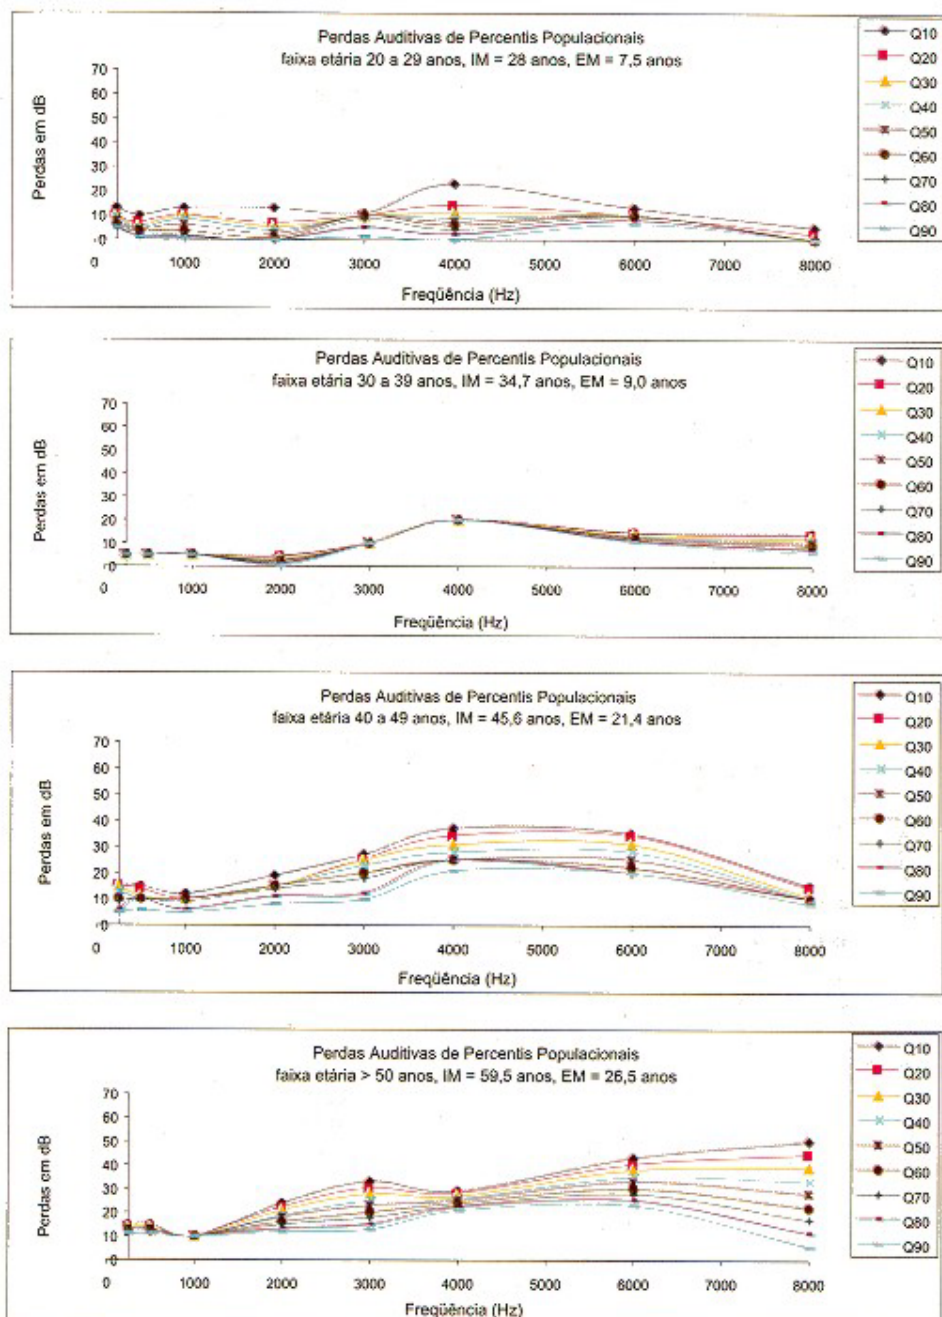 Perdas Auditivas de Percentis Populacionais
faixa etária 20 a 29 anos, IM = 28 anos, EM = 7,5 anos
Perdas em dB
70
60
50
40
30
20
10
0
0 1000 2000 3000 4000 5000 6000 7000 8000
Freqüência (Hz)
Q10
Q20
Q30
Q40
Q50
Q60
Q70
Q80
Q90
Perdas Auditivas de Percentis Populacionais
faixa etária 30 a 39 anos, IM = 34,7 anos, EM = 9,0 anos
Perdas em dB
70
60
50
40
30
20
10
0
0 1000 2000 3000 4000 5000 6000 7000 8000
Freqüência (Hz)
Q10
Q20
Q30
Q40
Q50
Q60
Q70
Q80
Q90
Perdas Auditivas de Percentis Populacionais
faixa etária 40 a 49 anos, IM = 45,6 anos, EM = 21,4 anos
Perdas em dB
70
60
50
40
30
20
10
0
0 1000 2000 3000 4000 5000 6000 7000 8000
Freqüência (Hz)
Q10
Q20
Q30
Q40
Q50
Q60
Q70
Q80
Q90
Perdas Auditivas de Percentis Populacionais
faixa etária > 50 anos, IM = 59,5 anos, EM = 26,5 anos
Perdas em dB
70
60
50
40
30
20
10
0
0 1000 2000 3000 4000 5000 6000 7000 8000
Freqüência (Hz)
Q10
Q20
Q30
Q40
Q50
Q60
Q70
Q80
Q90